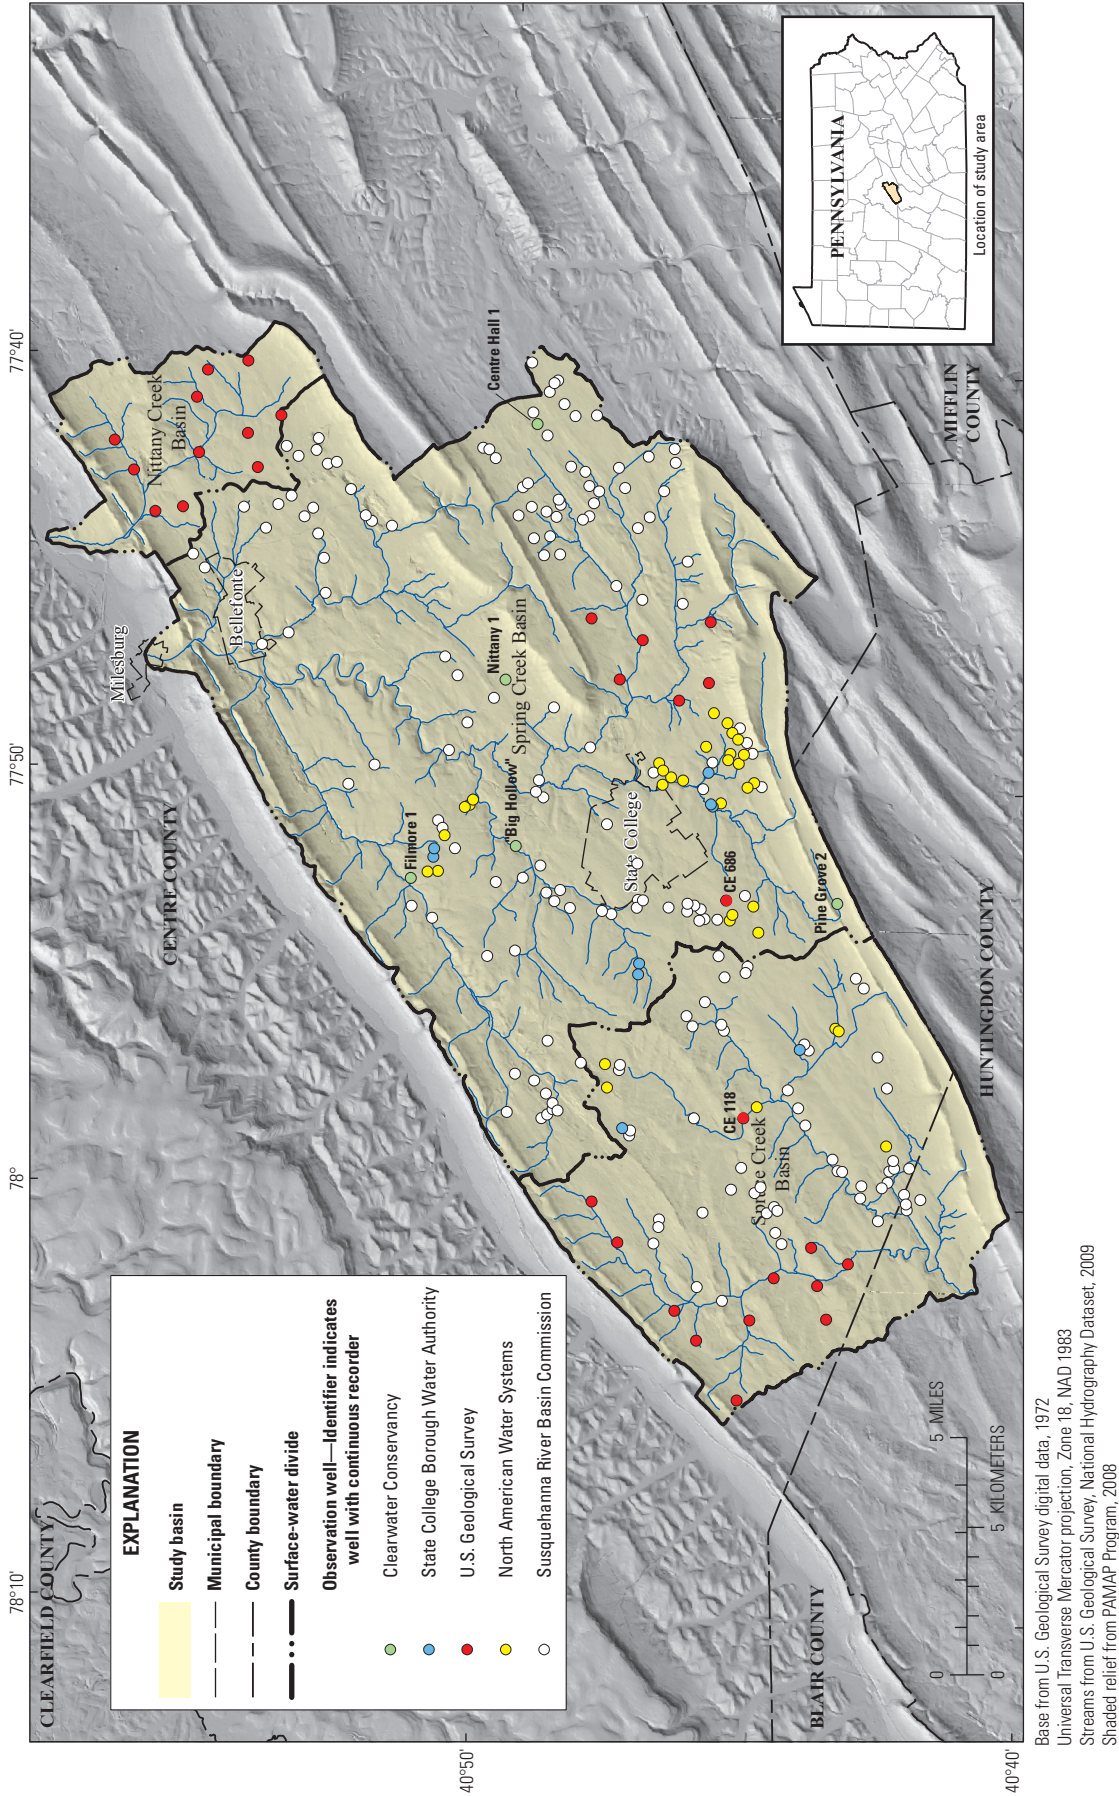 CLEARFIELD COUNTY
CENTRE COUNTY
Milesburg
Bellefonte
Nittany Creek
Basin
77°40'
77°50'
78°
78°10'
40°50'
40°40'
Filmore 1
"Big Hollow"
Nittany 1
Spring Creek Basin
Centre Hall 1
State College
CE 686
Pine Grove 2
CE 118
Spruce Creek
Basin
BLAIR COUNTY
HUNTINGDON COUNTY
MIFFLIN
COUNTY
PENNSYLVANIA
Location of study area
EXPLANATION
Study basin
Municipal boundary
County boundary
Surface-water divide
Observation well—Identifier indicates
well with continuous recorder
Clearwater Conservancy
State College Borough Water Authority
U.S. Geological Survey
North American Water Systems
Susquehanna River Basin Commission
0 5 MILES
0 5 KILOMETERS
Base from U.S. Geological Survey digital data, 1972
Universal Transverse Mercator projection, Zone 18, NAD 1983
Streams from U.S. Geological Survey, National Hydrography Dataset, 2009
Shaded relief from PAMAP Program, 2008